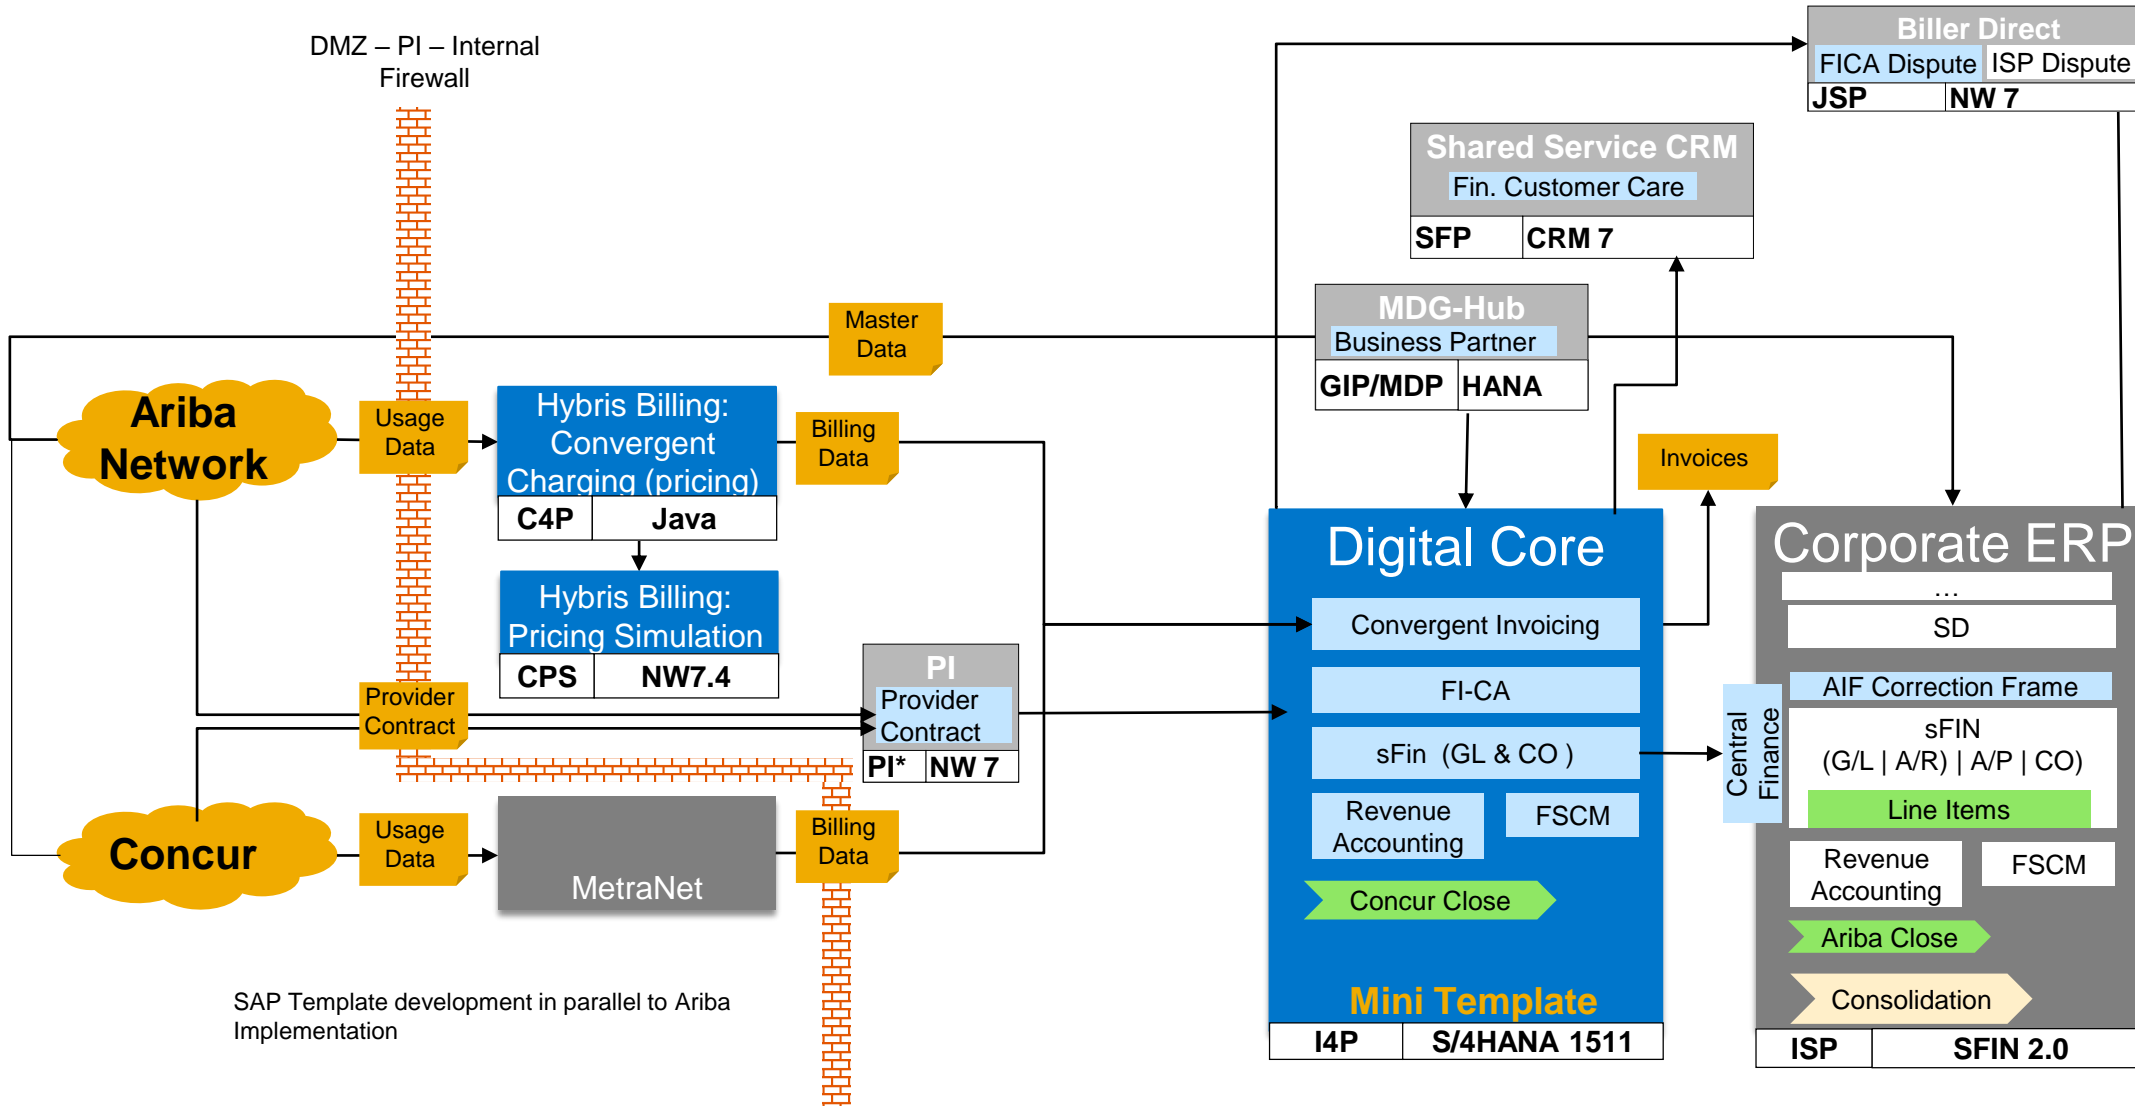 DMZ – PI – Internal
Firewall
Biller Direct
FICA Dispute
ISP Dispute
JSP
NW 7
Shared Service CRM
Fin. Customer Care
SFP
CRM 7
MDG-Hub
Business Partner
GIP/MDP
HANA
Master
Data
Ariba
Network
Usage
Data
Hybris Billing:
Convergent
Charging (pricing)
C4P
Java
Billing
Data
Hybris Billing:
Pricing Simulation
CPS
NW7.4
Provider
Contract
PI
Provider
Contract
PI*
NW 7
Concur
Usage
Data
MetraNet
Billing
Data
SAP Template development in parallel to Ariba
Implementation
Invoices
Digital Core
Convergent Invoicing
FI-CA
sFin (GL & CO )
Revenue
Accounting
FSCM
Concur Close
Mini Template
I4P
S/4HANA 1511
Central
Finance
Corporate ERP
…
SD
AIF Correction Frame
sFIN
(G/L | A/R) | A/P | CO)
Line Items
Revenue
Accounting
FSCM
Ariba Close
Consolidation
ISP
SFIN 2.0